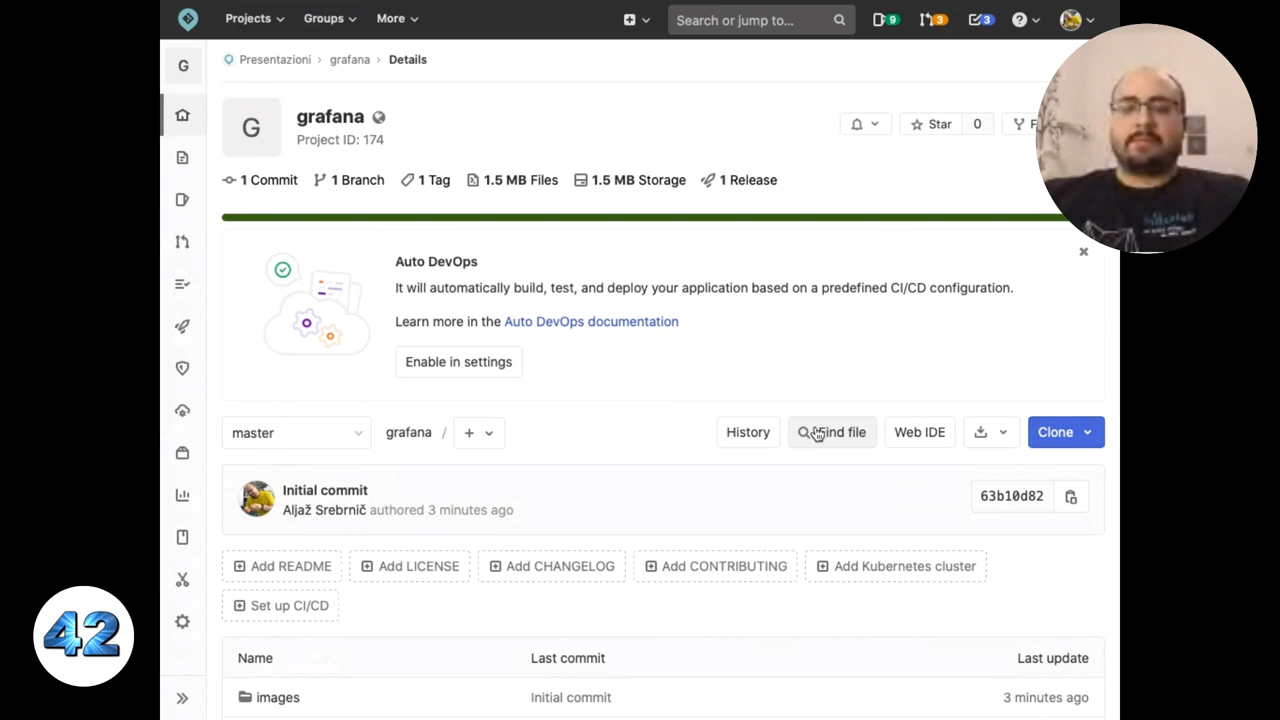 Projects Groups More Search or jump to... 9 3 3
G Presentazioni > grafana > Details
G grafana
Project ID: 174
Star 0 F
1 Commit 1 Branch 1 Tag 1.5 MB Files 1.5 MB Storage 1 Release
Auto DevOps
It will automatically build, test, and deploy your application based on a predefined CI/CD configuration.
Learn more in the Auto DevOps documentation
Enable in settings
master grafana / + History Find file Web IDE Clone
Initial commit
Aljaž Srebrnič authored 3 minutes ago
63b10d82
Add README Add LICENSE Add CHANGELOG Add CONTRIBUTING Add Kubernetes cluster
Set up CI/CD
42
Name Last commit Last update
images Initial commit 3 minutes ago